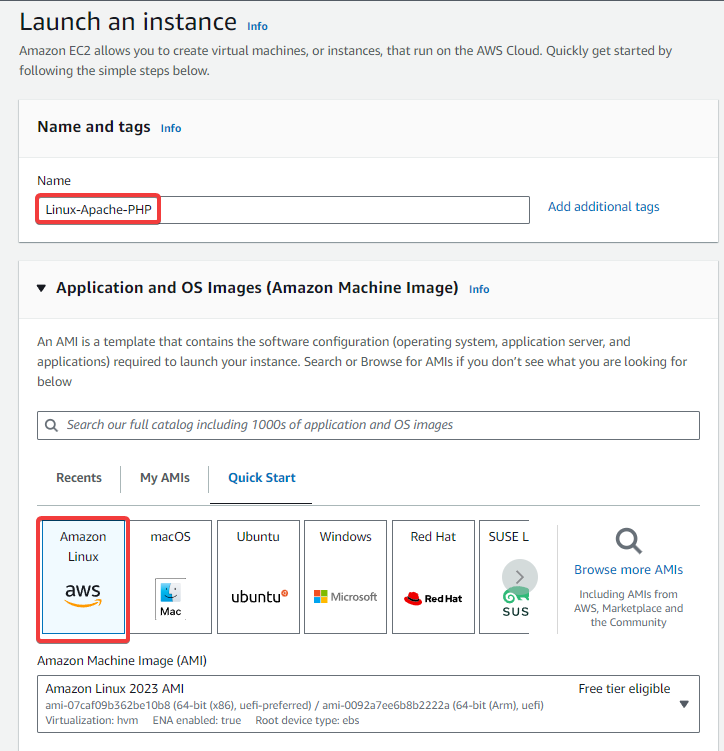 Launch an instance Info
Amazon EC2 allows you to create virtual machines, or instances, that run on the AWS Cloud. Quickly get started by
following the simple steps below.
Name and tags Info
Name
Linux-Apache-PHP
Add additional tags
Application and OS Images (Amazon Machine Image) Info
An AMI is a template that contains the software configuration (operating system, application server, and
applications) required to launch your instance. Search or Browse for AMIs if you don't see what you are looking for
below
Search our full catalog including 1000s of application and OS images
Recents My AMIs Quick Start
Amazon
Linux
aws
macOS
Mac
Ubuntu
ubuntu
Windows
Microsoft
Red Hat
Red Hat
SUSE L
SUS
Browse more AMIs
Including AMIs from
AWS, Marketplace and
the Community
Amazon Machine Image (AMI)
Amazon Linux 2023 AMI Free tier eligible
ami-07caf09b362be10b8 (64-bit (x86), uefi-preferred) / ami-0092a7ee6b8b2222a (64-bit (Arm), uefi)
Virtualization: hvm ENA enabled: true Root device type: ebs